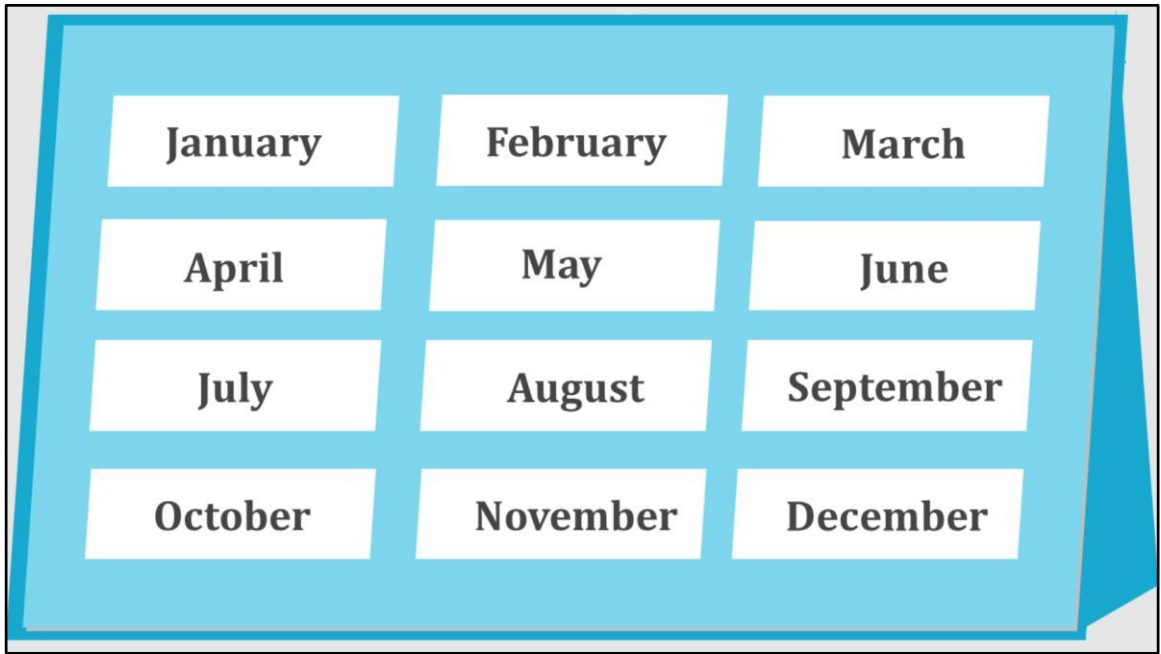 January February March
April May June
July August September
October November December